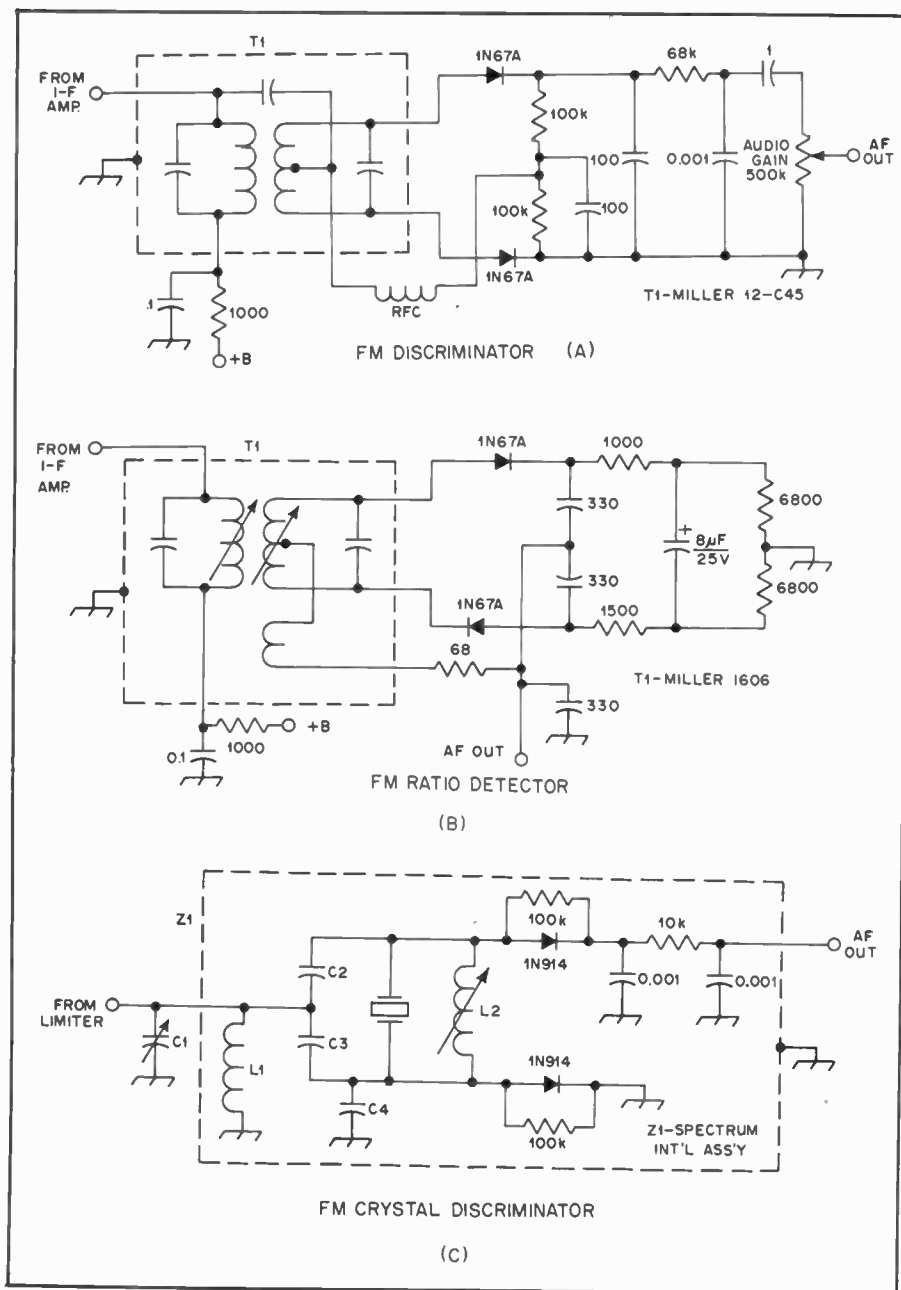 T1
FROM
I-F
AMP.
1N67A
68k
1
100k
100
0.001
AUDIO
GAIN
500k
AF
OUT
100k
100
1N67A
.1
1000
RFC
T1-MILLER 12-C45
+B
FM DISCRIMINATOR (A)
FROM
I-F
AMP.
T1
1N67A
1000
330
6800
+
8µF
25V
330
1N67A
1500
6800
68
T1-MILLER 1606
330
+B
1000
0.1
AF OUT
FM RATIO DETECTOR
(B)
Z1
100k
10k
AF
OUT
1N914
C2
0.001
0.001
FROM
LIMITER
C1
L1
C3
L2
1N914
C4
100k
Z1-SPECTRUM
INT'L ASS'Y
FM CRYSTAL DISCRIMINATOR
(C)